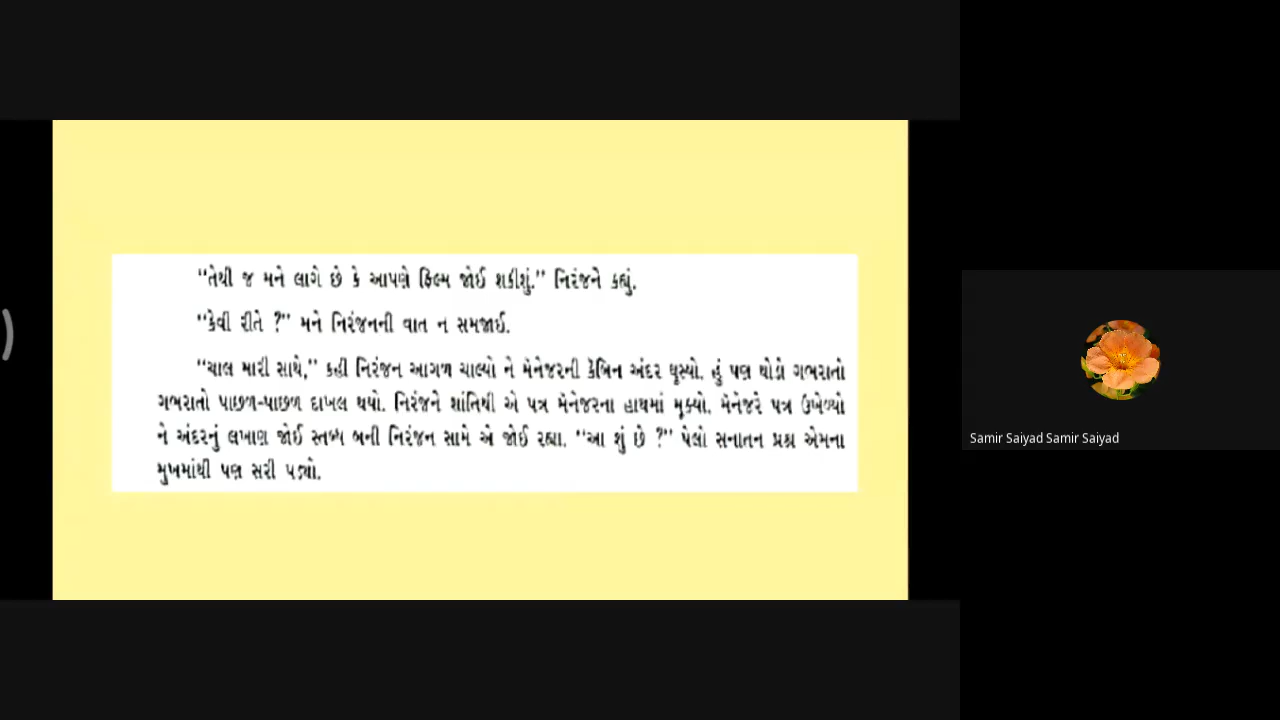 “તેથી જ મને લાગે છે કે આપણે ફિલ્મ જોઈ શકીશું.” નિરંજને કહ્યું.
“કેવી રીતે ?” મને નિરંજનની વાત ન સમજાઈ.
“ચાલ મારી સાથે,” કહી નિરંજન આગળ ચાલ્યો ને મૅનેજરની કૅબિન અંદર ઘૂસ્યો. હું પણ થોડો ગભરાતો
ગભરાતો પાછળ-પાછળ દાખલ થયો. નિરંજને શાંતિથી એ પત્ર મૅનેજરના હાથમાં મૂક્યો. મૅનેજરે પત્ર ઉખેળ્યો
ને અંદરનું લખાણ જોઈ સ્તબ્ધ બની નિરંજન સામે એ જોઈ રહ્યા. “આ શું છે ?” પેલો સનાતન પ્રશ્ન એમના
મુખમાંથી પણ સરી પડ્યો.
Samir Saiyad Samir Saiyad